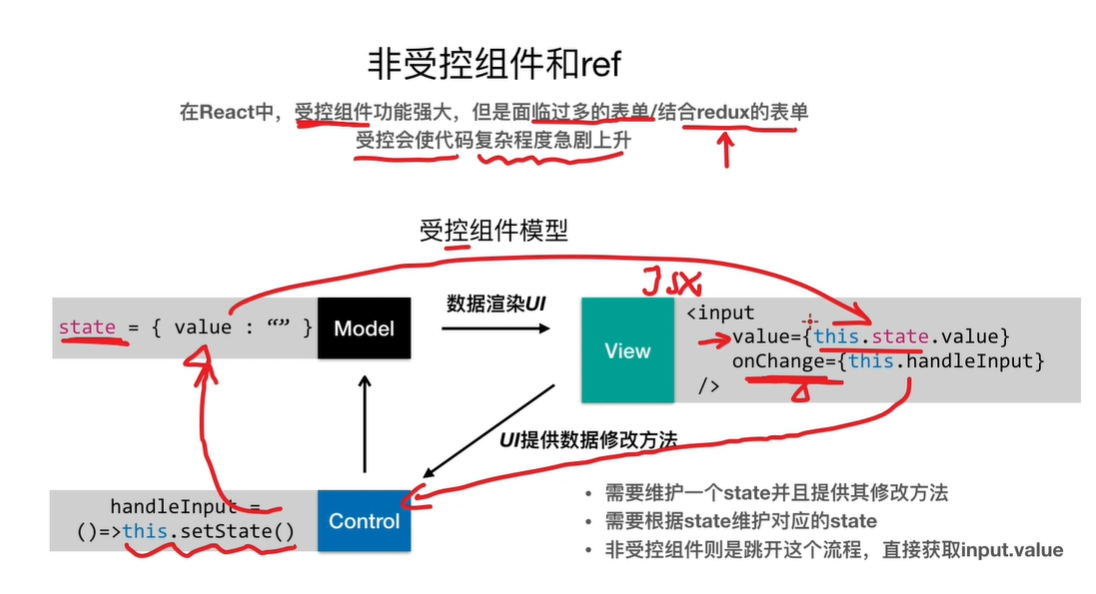 非受控组件和ref
在React中，受控组件功能强大，但是面临过多的表单/结合redux的表单
受控会使代码复杂程度急剧上升
受控组件模型
JSX
state = { value : “” }
Model
数据渲染UI
View
<input
value={this.state.value}
onChange={this.handleInput}
/>
UI提供数据修改方法
handleInput =
()=>this.setState()
Control
• 需要维护一个state并且提供其修改方法
• 需要根据state维护对应的state
• 非受控组件则是跳开这个流程，直接获取input.value